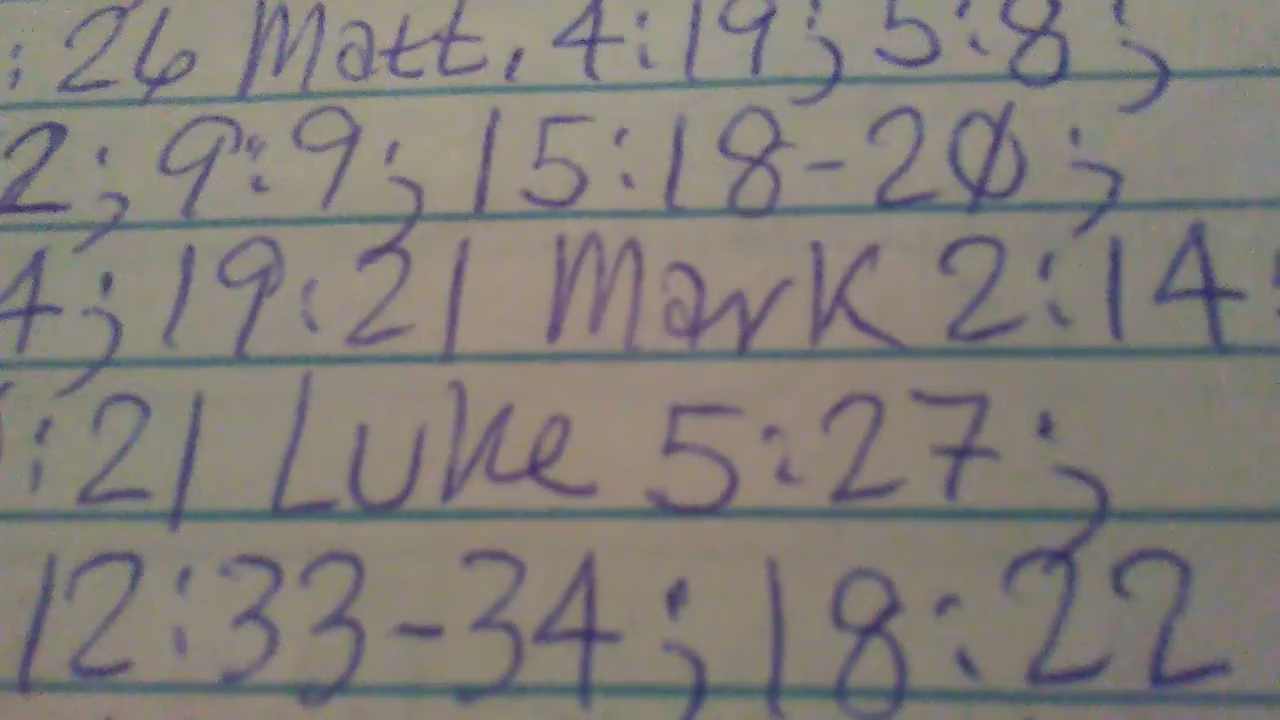 :26 Matt. 4:19; 5:8;
2; 9:9; 15:18-20;
4; 19:21 Mark 2:14;
:21 Luke 5:27;
12:33-34; 18:22